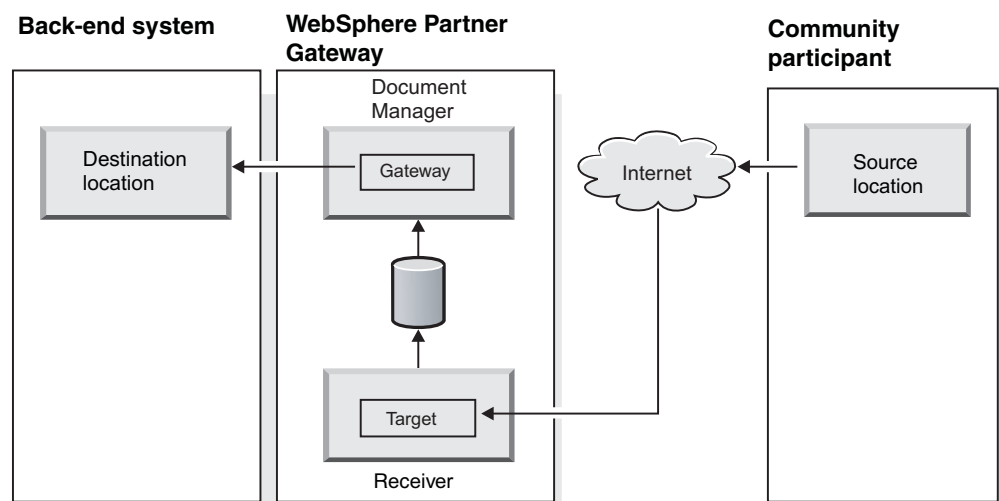 Back-end system
WebSphere Partner
Gateway
Community
participant
Document
Manager
Destination
location
Gateway
Internet
Source
location
Target
Receiver